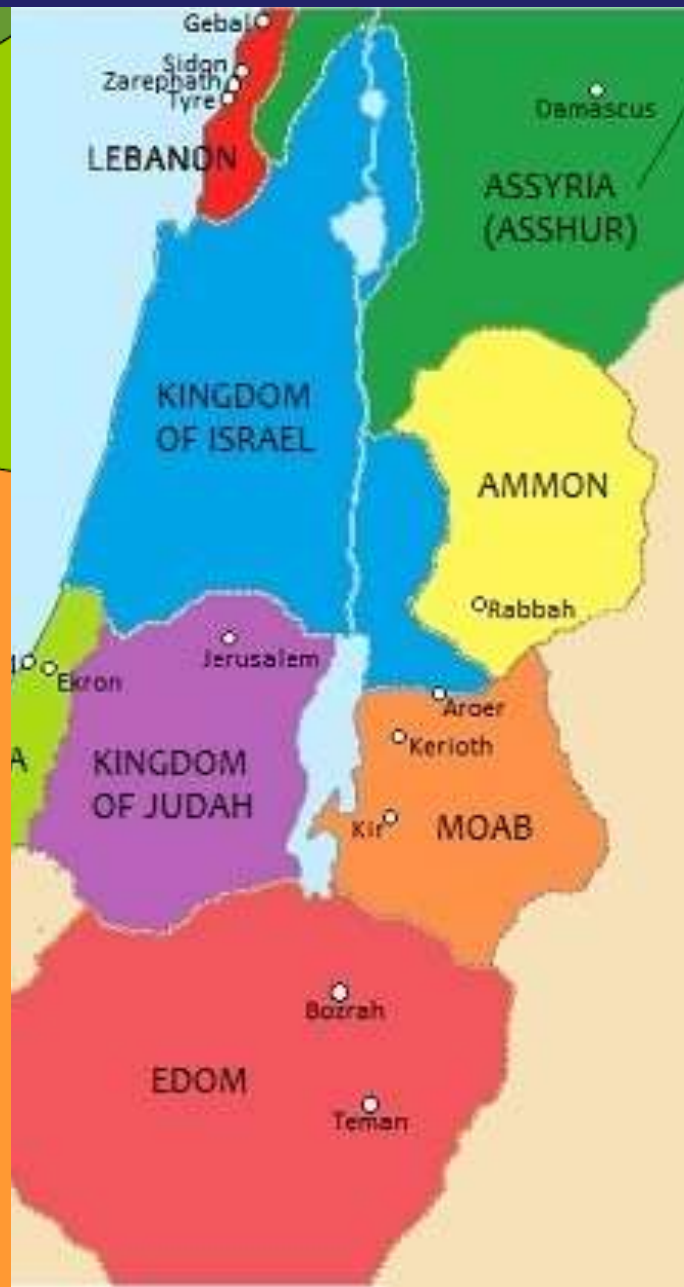 Gebal
Sidon
Zarephath
Tyre
Damascus
LEBANON
ASSYRIA
(ASSHUR)
KINGDOM
OF ISRAEL
AMMON
Rabbah
Jerusalem
Ekron
Aroer
Kerioth
A
KINGDOM
OF JUDAH
Kir
MOAB
Bozrah
EDOM
Teman